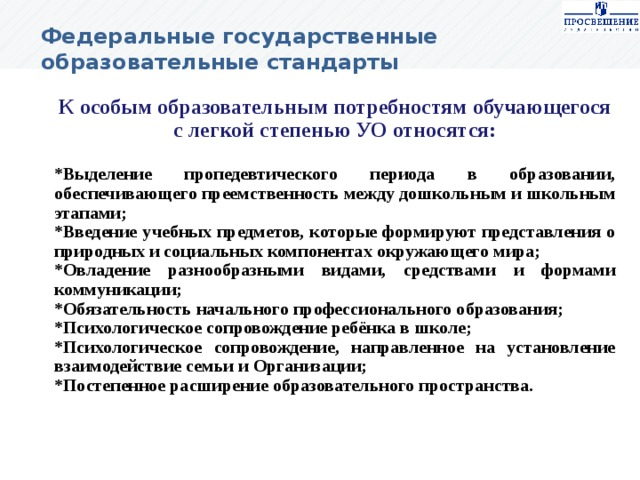 ПРОСВЕЩЕНИЕ
ИЗДАТЕЛЬСТВО
Федеральные государственные
образовательные стандарты
К особым образовательным потребностям обучающегося
с легкой степенью УО относятся:
*Выделение пропедевтического периода в образовании,
обеспечивающего преемственность между дошкольным и школьным
этапами;
*Введение учебных предметов, которые формируют представления о
природных и социальных компонентах окружающего мира;
*Овладение разнообразными видами, средствами и формами
коммуникации;
*Обязательность начального профессионального образования;
*Психологическое сопровождение ребёнка в школе;
*Психологическое сопровождение, направленное на установление
взаимодействие семьи и Организации;
*Постепенное расширение образовательного пространства.